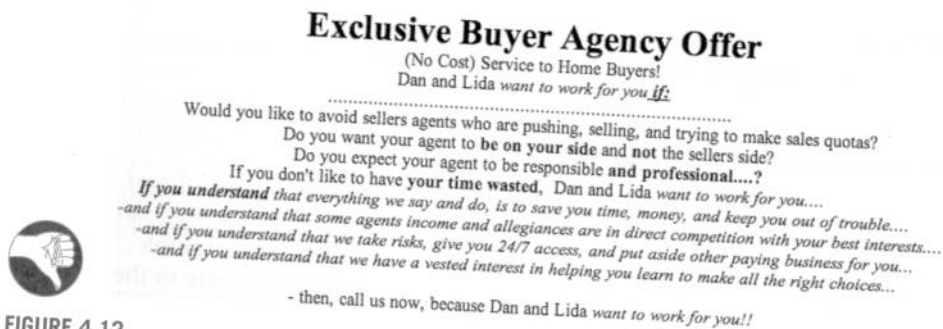 Exclusive Buyer Agency Offer
(No Cost) Service to Home Buyers!
Dan and Lida want to work for you if:
Would you like to avoid sellers agents who are pushing, selling, and trying to make sales quotas?
Do you want your agent to be on your side and not the sellers side?
Do you expect your agent to be responsible and professional....?
If you don't like to have your time wasted, Dan and Lida want to work for you....
If you understand that everything we say and do, is to save you time, money, and keep you out of trouble....
-and if you understand that some agents income and allegiances are in direct competition with your best interests....
-and if you understand that we take risks, give you 24/7 access, and put aside other paying business for you...
-and if you understand that we have a vested interest in helping you learn to make all the right choices...
- then, call us now, because Dan and Lida want to work for you!!
FIGURE 4.12